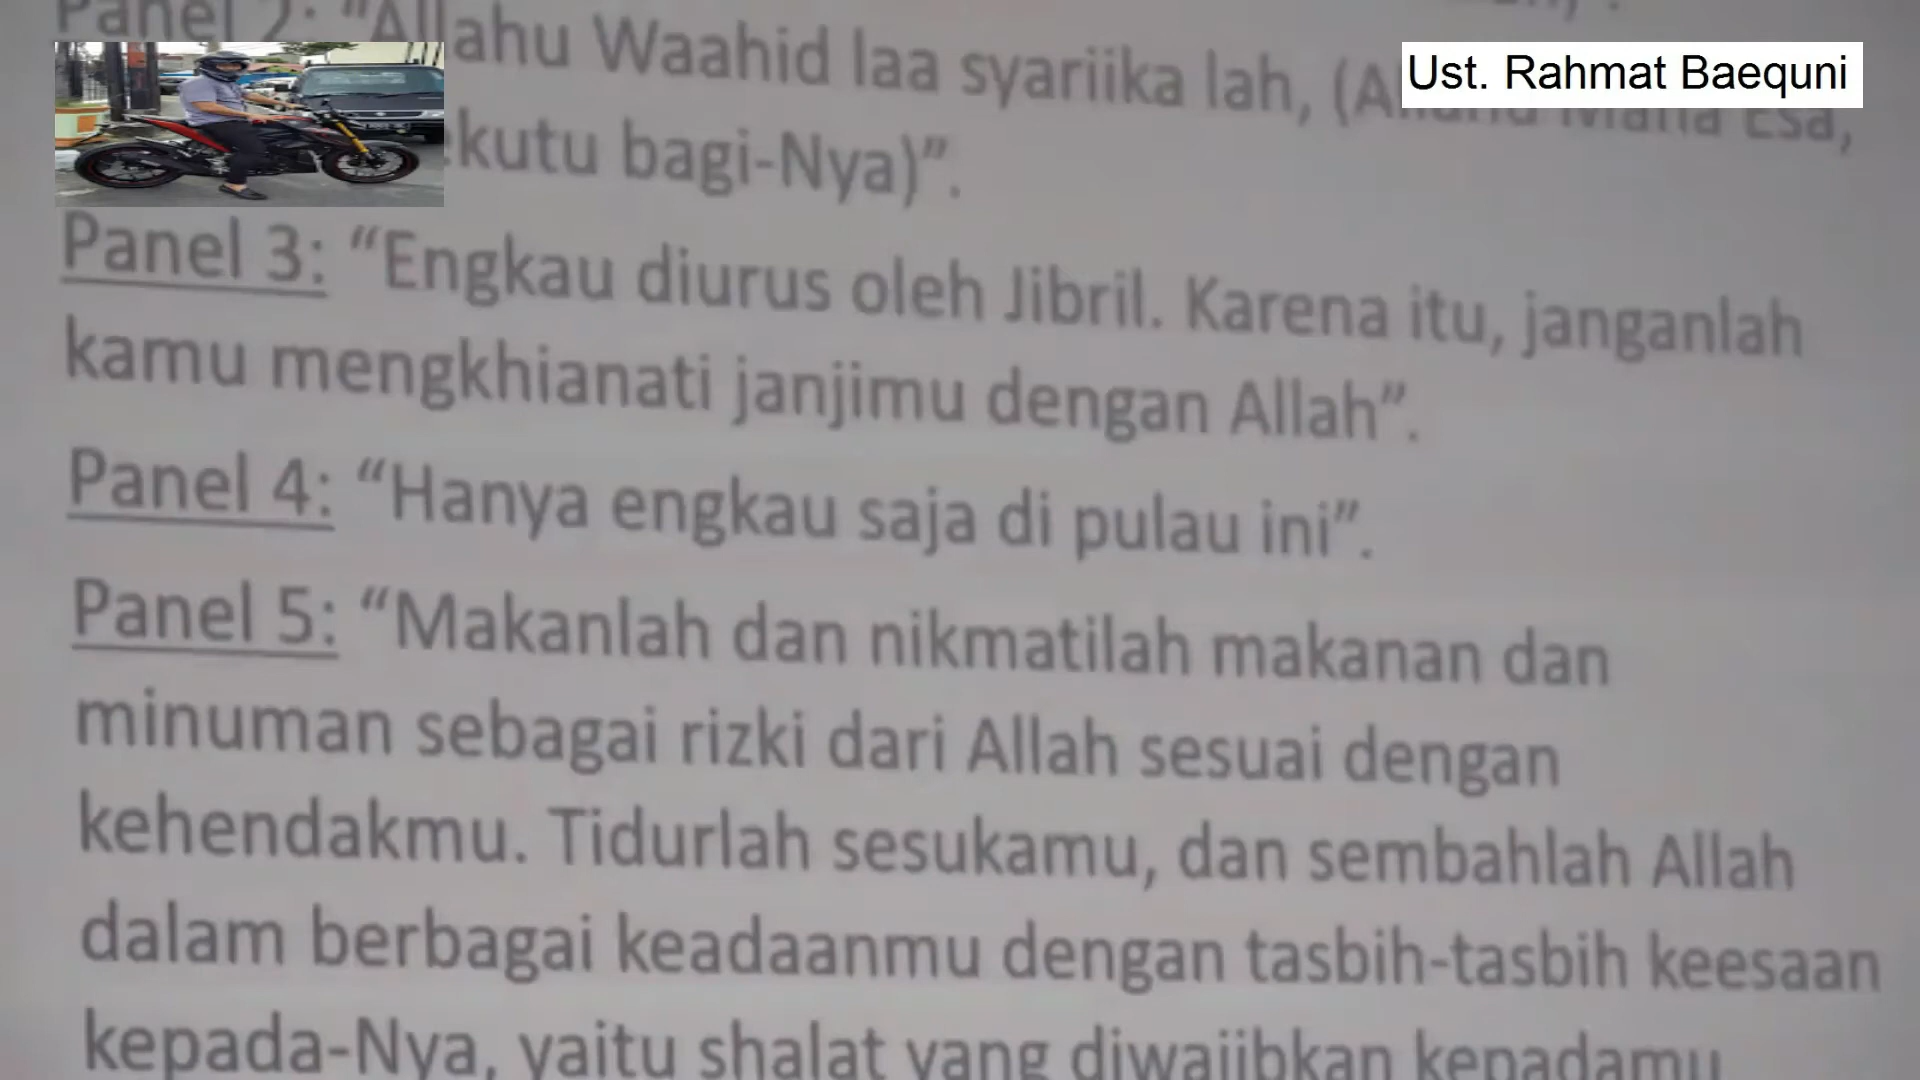 Panel 2: "Allahu Waahid laa syariika lah, Esa,
Ust. Rahmat Baequni
kutu bagi-Nya)”.
Panel 3: “Engkau diurus oleh Jibril. Karena itu, janganlah
kamu mengkhianati janjimu dengan Allah”.
Panel 4: “Hanya engkau saja di pulau ini”.
Panel 5: “Makanlah dan nikmatilah makanan dan
minuman sebagai rizki dari Allah sesuai dengan
kehendakmu. Tidurlah sesukamu, dan sembahlah Allah
dalam berbagai keadaanmu dengan tasbih-tasbih keesaan
kepada-Nya, yaitu shalat yang diwajibkan kepadamu